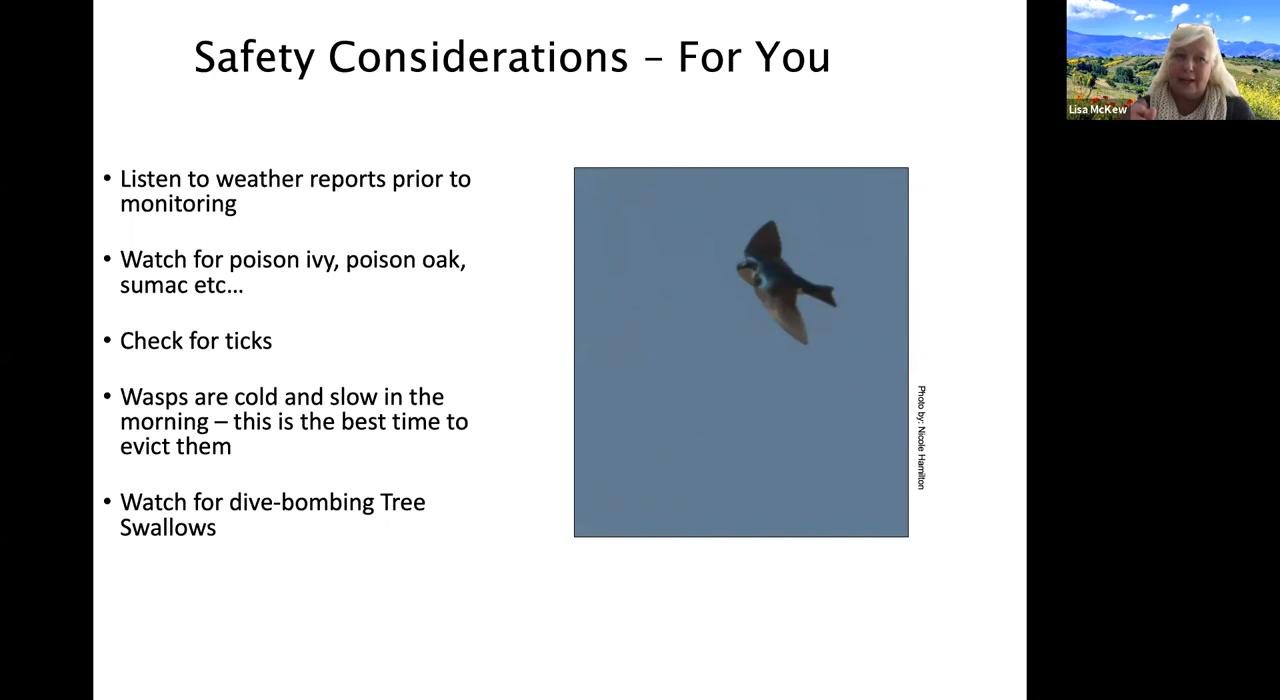 Safety Considerations – For You
Lisa McKew
• Listen to weather reports prior to
monitoring
• Watch for poison ivy, poison oak,
sumac etc…
• Check for ticks
• Wasps are cold and slow in the
morning – this is the best time to
evict them
• Watch for dive-bombing Tree
Swallows
Photo by: Nicole Hamilton